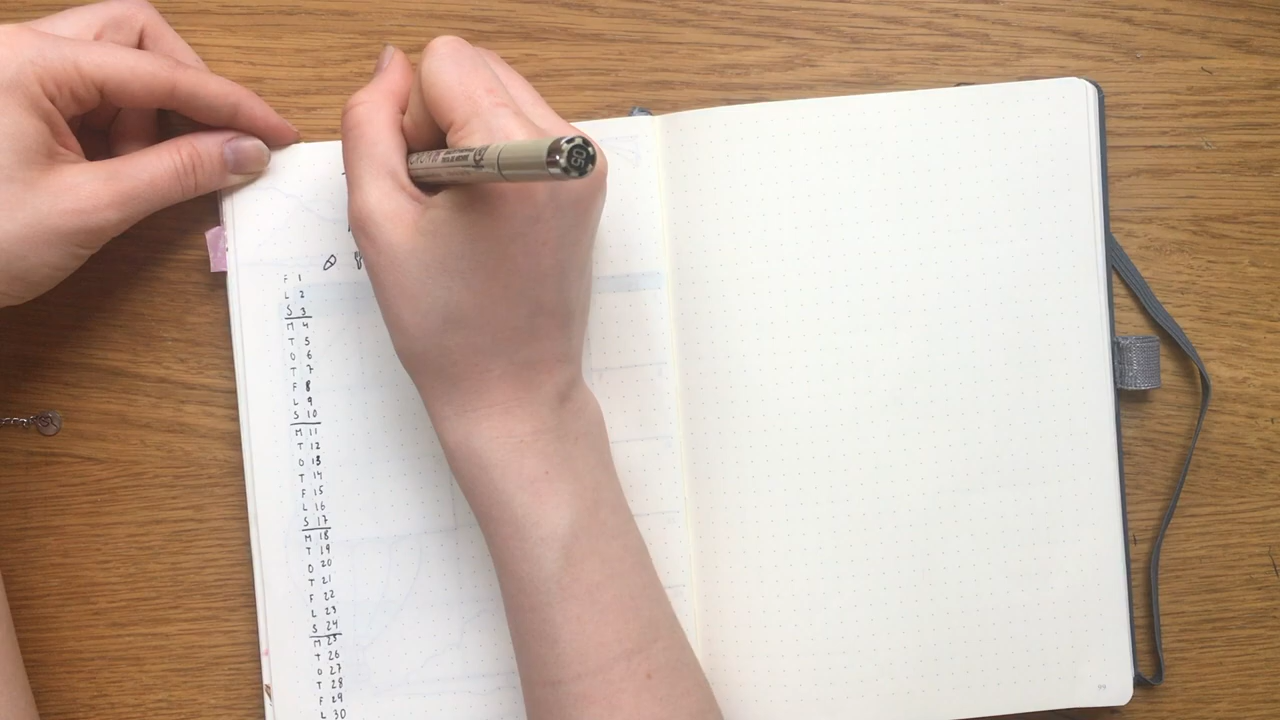 05
F 1
L 2
S 3
M 4
T 5
O 6
T 7
F 8
L 9
S 10
M 11
T 12
O 13
T 14
F 15
L 16
S 17
M 18
T 19
O 20
T 21
F 22
L 23
S 24
M 25
T 26
O 27
T 28
F 29
L 30